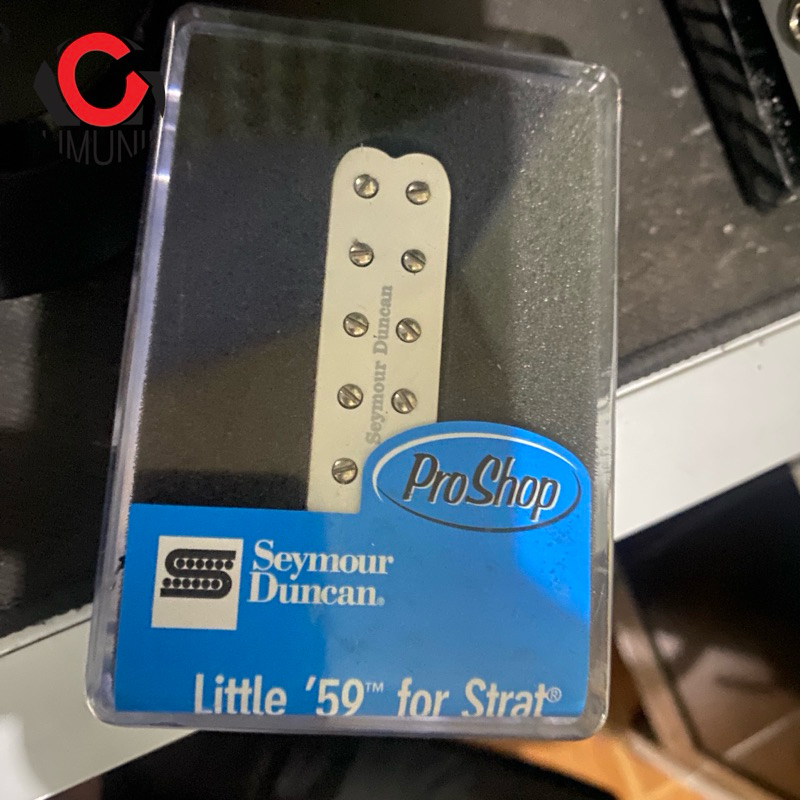 Seymour Duncan
ProShop
Seymour
Duncan®
Little '59™ for Strat®